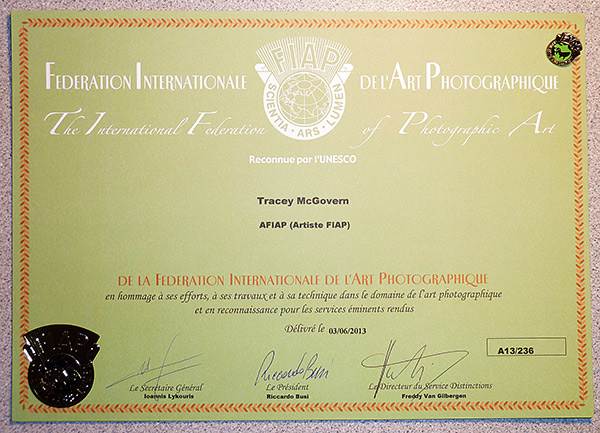 FIAP
SCIENTIA · ARS · LUMEN
FEDERATION INTERNATIONALE DE L'ART PHOTOGRAPHIQUE
The International Federation of Photographic Art
Reconnue par l'UNESCO
Tracey McGovern
AFIAP (Artiste FIAP)
DE LA FEDERATION INTERNATIONALE DE L'ART PHOTOGRAPHIQUE
en hommage à ses efforts, à ses travaux et à sa technique dans le domaine de l'art photographique
et en reconnaissance pour les services éminents rendus
Délivré le 03/06/2013
A13/236
Riccardo Busi
Le Secrétaire Général Le Président Le Directeur du Service Distinctions
Ioannis Lykouris Riccardo Busi Freddy Van Gilbergen
FIAP